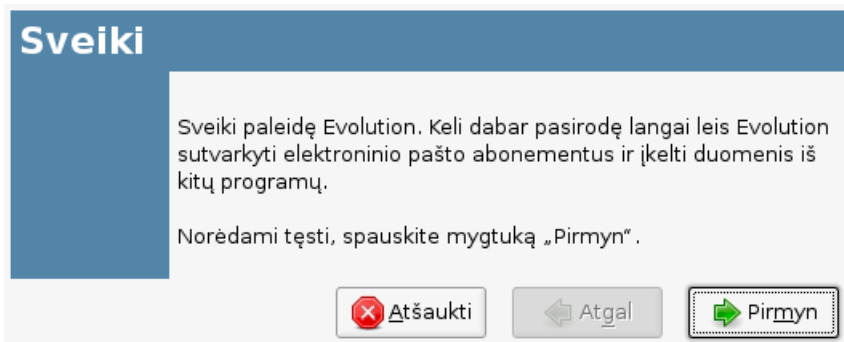 Sveiki
Sveiki paleidę Evolution. Keli dabar pasirodę langai leis Evolution
sutvarkyti elektroninio pašto abonementus ir įkelti duomenis iš
kitų programų.
Norėdami tęsti, spauskite mygtuką „Pirmyn“.
Atšaukti
Atgal
Pirmyn